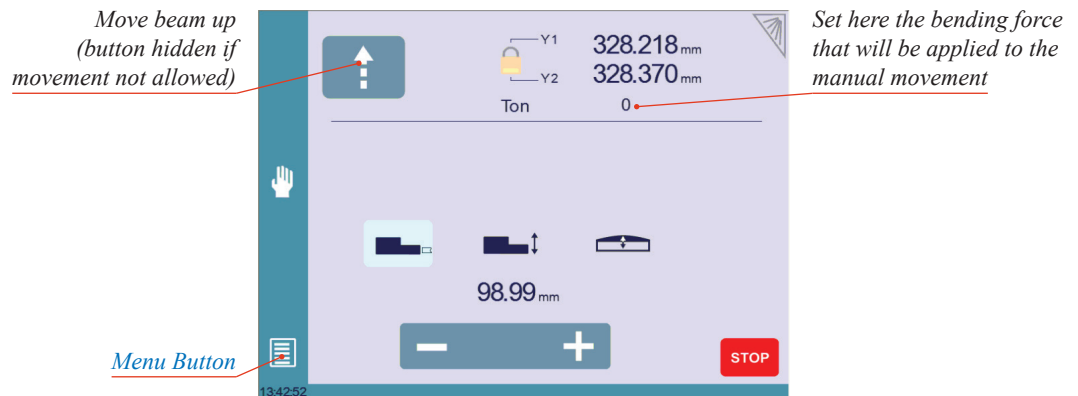 Move beam up
(button hidden if
movement not allowed)
Y1 328.218 mm
Y2 328.370 mm
Ton 0
Set here the bending force
that will be applied to the
manual movement
98.99 mm
Menu Button
STOP
13:42:52